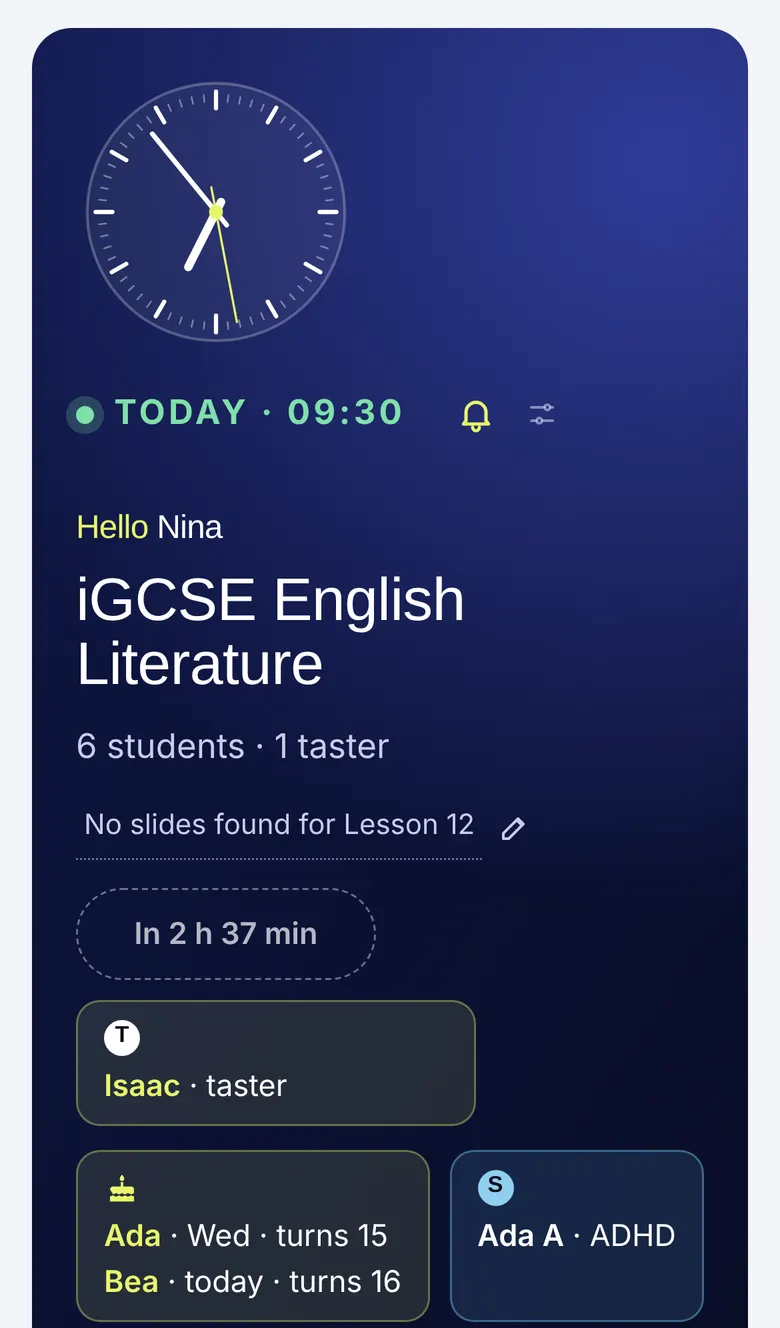 TODAY · 09:30
Hello Nina
iGCSE English
Literature
6 students · 1 taster
No slides found for Lesson 12
In 2 h 37 min
T
Isaac · taster
Ada · Wed · turns 15
Bea · today · turns 16
S
Ada A · ADHD